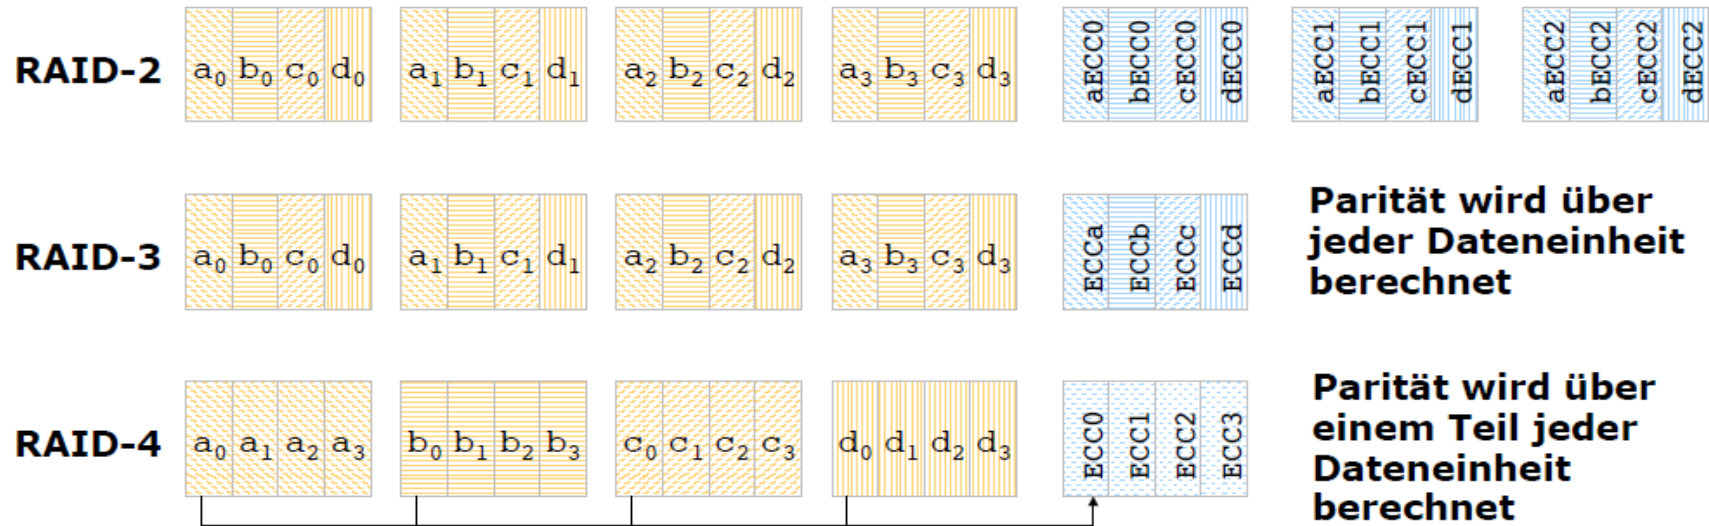 RAID-2
a₀ b₀ c₀ d₀
a₁ b₁ c₁ d₁
a₂ b₂ c₂ d₂
a₃ b₃ c₃ d₃
aECC0
bECC0
cECC0
dECC0
aECC1
bECC1
cECC1
dECC1
aECC2
bECC2
cECC2
dECC2
RAID-3
a₀ b₀ c₀ d₀
a₁ b₁ c₁ d₁
a₂ b₂ c₂ d₂
a₃ b₃ c₃ d₃
ECCa
ECCb
ECCc
ECCd
Parität wird über
jeder Dateneinheit
berechnet
RAID-4
a₀ a₁ a₂ a₃
b₀ b₁ b₂ b₃
c₀ c₁ c₂ c₃
d₀ d₁ d₂ d₃
ECC0
ECC1
ECC2
ECC3
Parität wird über
einem Teil jeder
Dateneinheit
berechnet